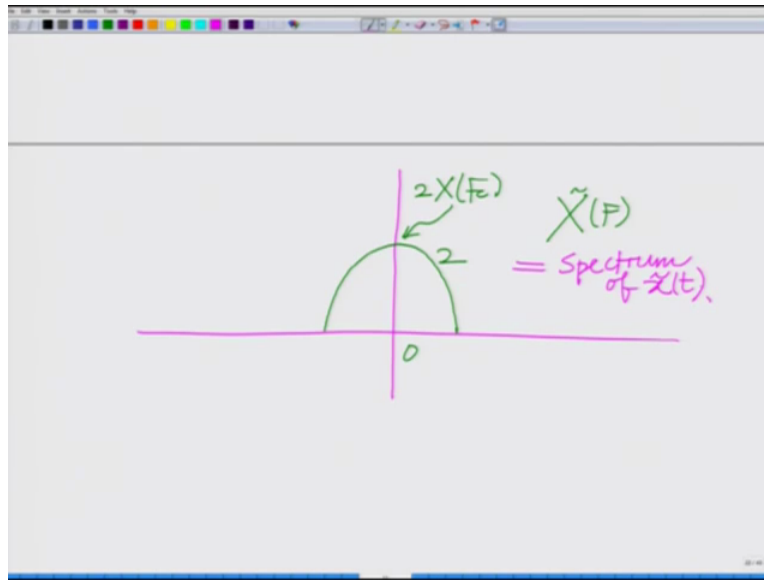 2X(Fc)
X̃(F)
2
= Spectrum
of x̃(t).
0